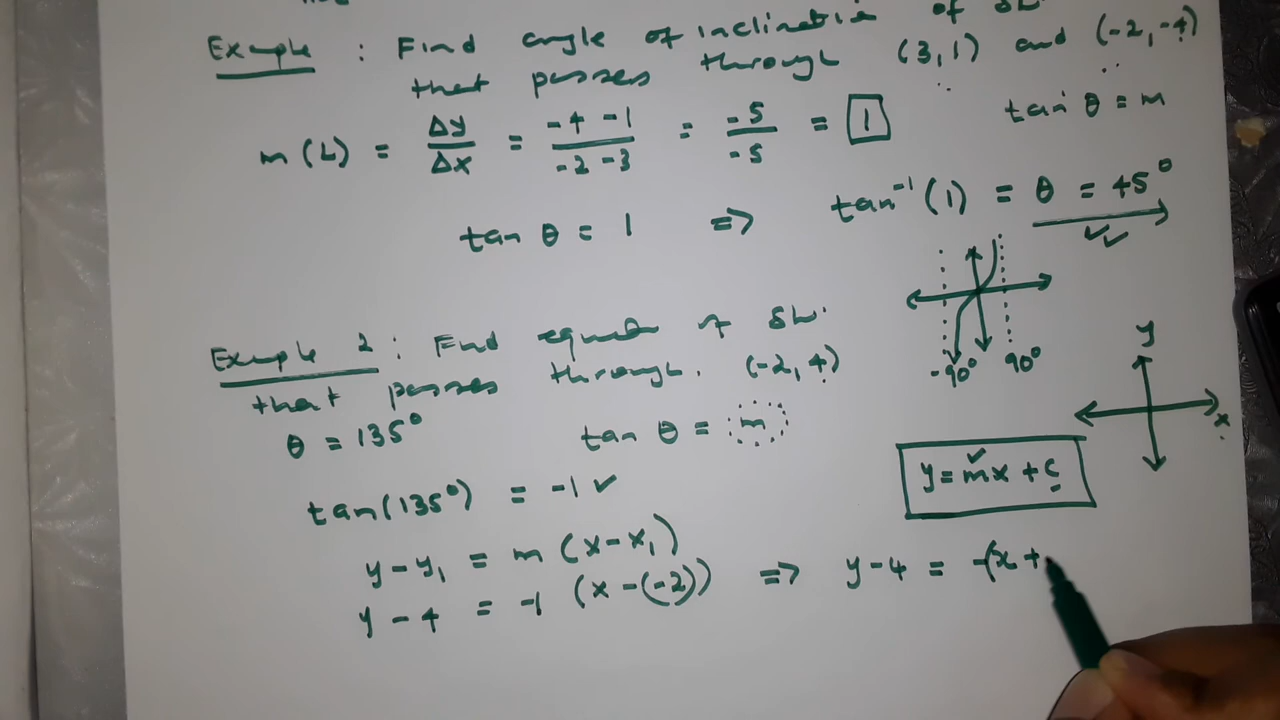 Example : Find angle of inclination of SL.
that passes through (3,1) and (-2,-4)
m(L) = Δy/Δx = -4 -1/-2 -3 = -5/-5 = 1
tan θ = m
tan θ = 1 => tan⁻¹(1) = θ = 45°
-90° 90°
Example 2 : Find equation of SL.
that passes through. (-2,4)
θ = 135° tan θ = m
y
x
y = mx + c
tan(135°) = -1 ✓
y - y₁ = m (x - x₁)
y - 4 = -1 (x - (-2)) => y - 4 = -(x +